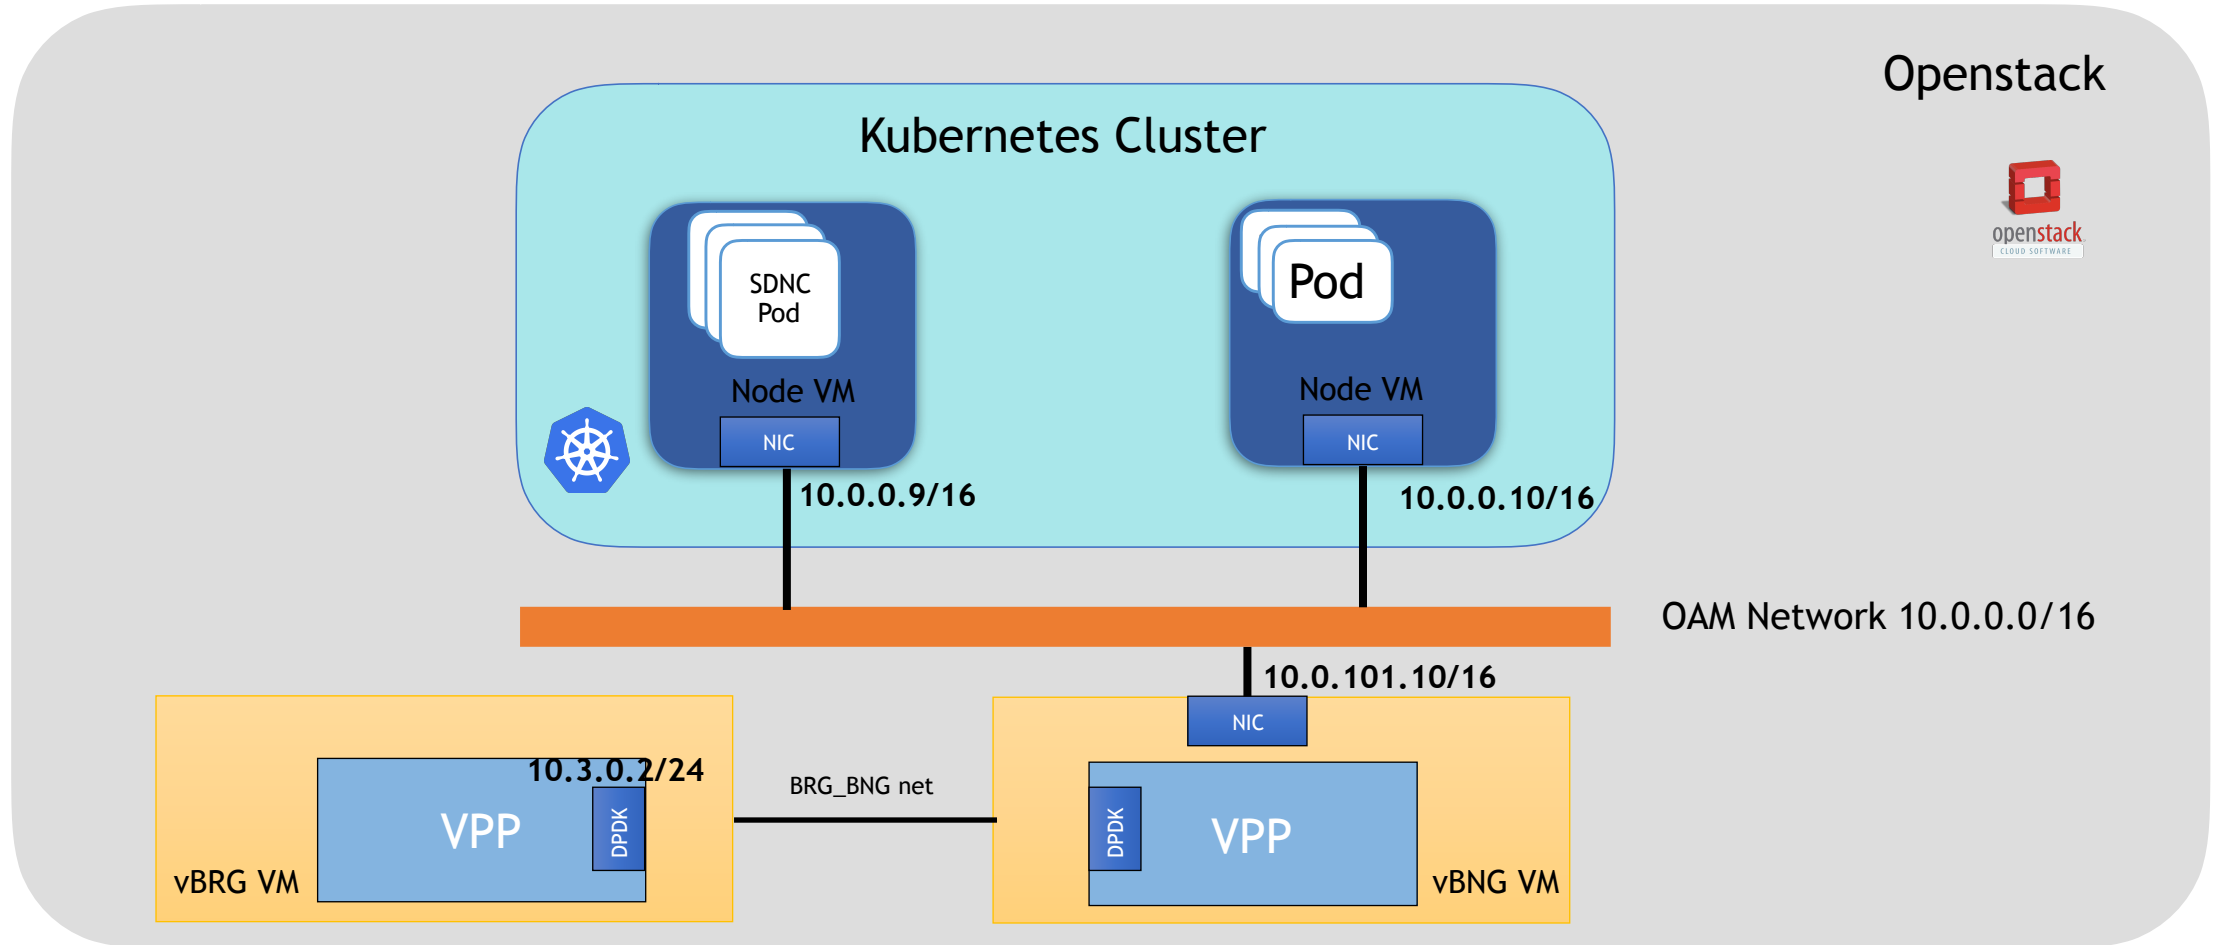 Openstack
Kubernetes Cluster
openstack
CLOUD SOFTWARE
SDNC
Pod
Pod
Node VM
Node VM
NIC
NIC
10.0.0.9/16
10.0.0.10/16
OAM Network 10.0.0.0/16
10.0.101.10/16
NIC
10.3.0.2/24
BRG_BNG net
VPP
DPDK
DPDK
VPP
vBRG VM
vBNG VM